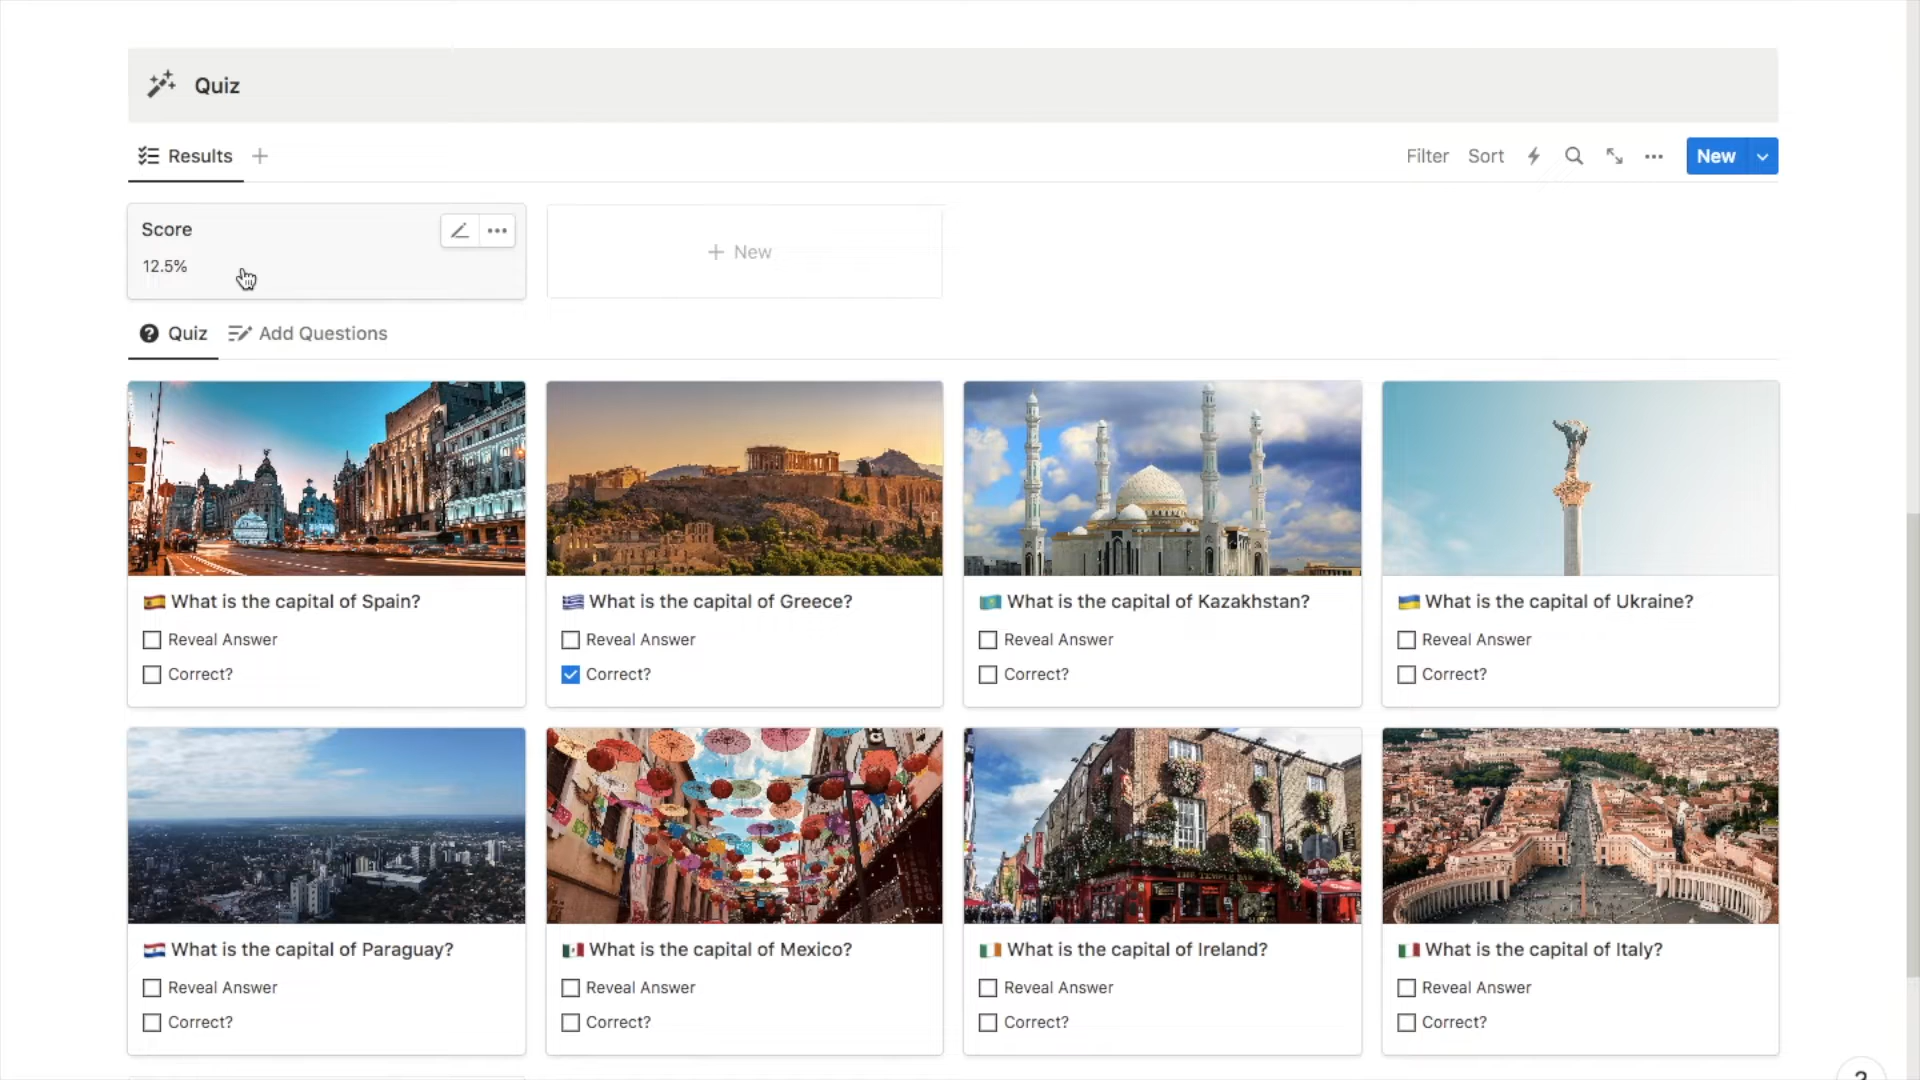 Quiz
Results
Filter Sort New
Score
12.5%
+ New
Quiz Add Questions
What is the capital of Spain?
Reveal Answer
Correct?
What is the capital of Greece?
Reveal Answer
Correct?
What is the capital of Kazakhstan?
Reveal Answer
Correct?
What is the capital of Ukraine?
Reveal Answer
Correct?
What is the capital of Paraguay?
Reveal Answer
Correct?
THE TEMPLE BAR
What is the capital of Mexico?
Reveal Answer
Correct?
What is the capital of Ireland?
Reveal Answer
Correct?
What is the capital of Italy?
Reveal Answer
Correct?
?